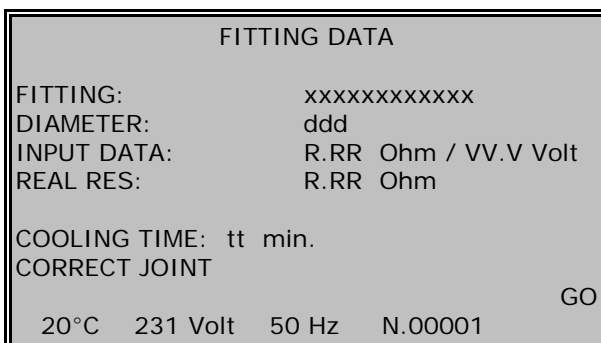 FITTING DATA
FITTING: xxxxxxxxxxxx
DIAMETER: ddd
INPUT DATA: R.RR Ohm / VV.V Volt
REAL RES: R.RR Ohm
COOLING TIME: tt min.
CORRECT JOINT
GO
20°C 231 Volt 50 Hz N.00001